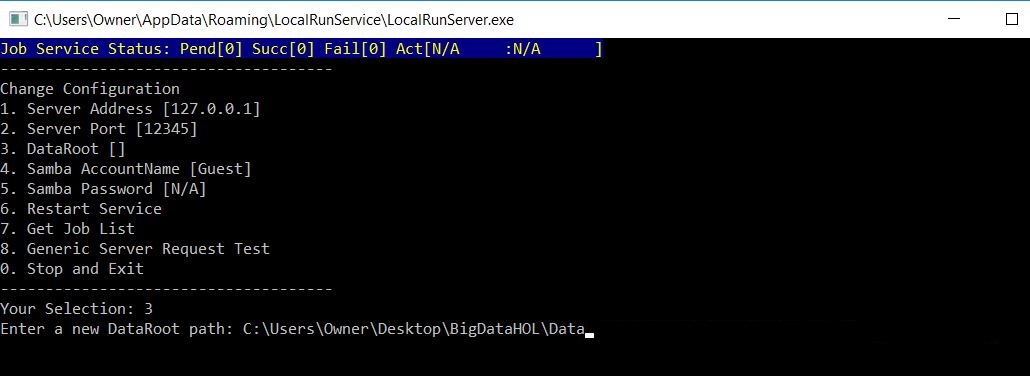 C:\Users\Owner\AppData\Roaming\LocalRunService\LocalRunServer.exe
Job Service Status: Pend[0] Succ[0] Fail[0] Act[N/A     :N/A      ]
-------------------------------------
Change Configuration
1. Server Address [127.0.0.1]
2. Server Port [12345]
3. DataRoot []
4. Samba AccountName [Guest]
5. Samba Password [N/A]
6. Restart Service
7. Get Job List
8. Generic Server Request Test
0. Stop and Exit
-------------------------------------
Your Selection: 3
Enter a new DataRoot path: C:\Users\Owner\Desktop\BigDataHOL\Data